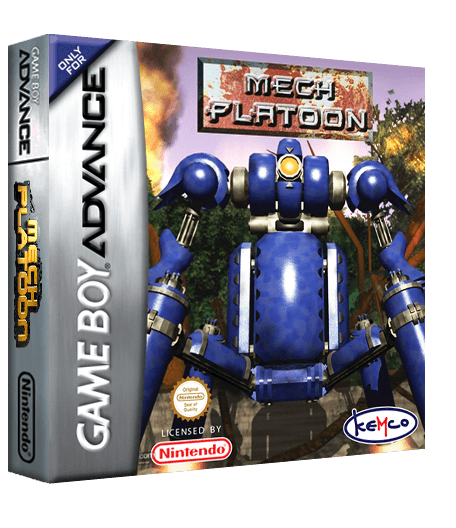 GAME BOY
ADVANCE
MECH
PLATOON
Nintendo
ONLY
FOR
GAME BOY ADVANCE
MECH
PLATOON
Original
Nintendo
Seal of
Quality
LICENSED BY
Nintendo
KEMCO